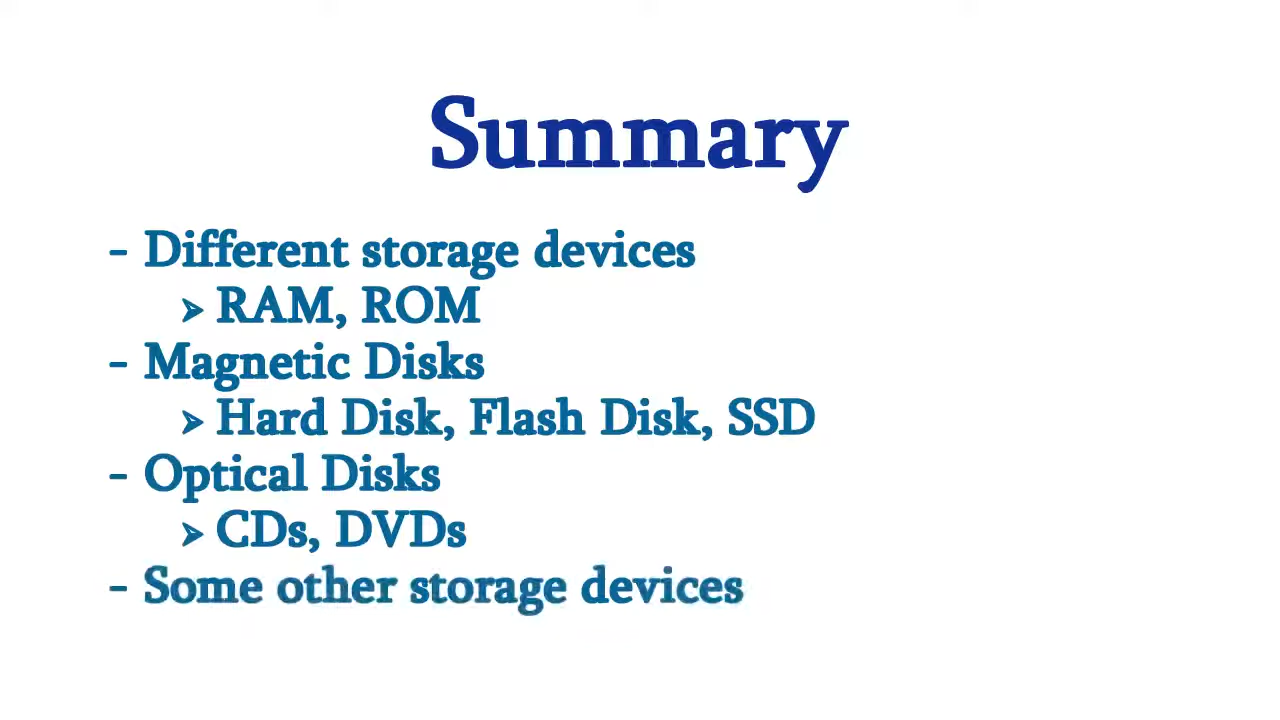 Summary
- Different storage devices
➢ RAM, ROM
- Magnetic Disks
➢ Hard Disk, Flash Disk, SSD
- Optical Disks
➢ CDs, DVDs
- Some other storage devices